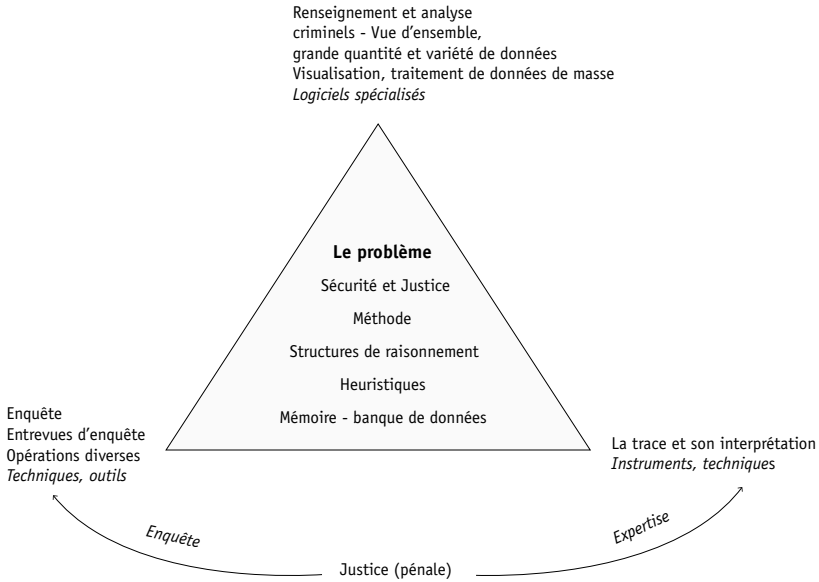 Renseignement et analyse
criminels - Vue d'ensemble,
grande quantité et variété de données
Visualisation, traitement de données de masse
Logiciels spécialisés
Le problème
Sécurité et Justice
Méthode
Structures de raisonnement
Heuristiques
Mémoire - banque de données
Enquête
Entrevues d'enquête
Opérations diverses
Techniques, outils
La trace et son interprétation
Instruments, techniques
Enquête
Expertise
Justice (pénale)